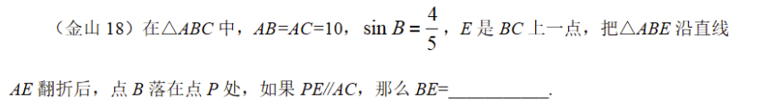 （金山 18）在△ABC 中，AB=AC=10，sin B = 4/5，E 是 BC 上一点，把△ABE 沿直线
AE 翻折后，点 B 落在点 P 处，如果 PE//AC，那么 BE=__________.